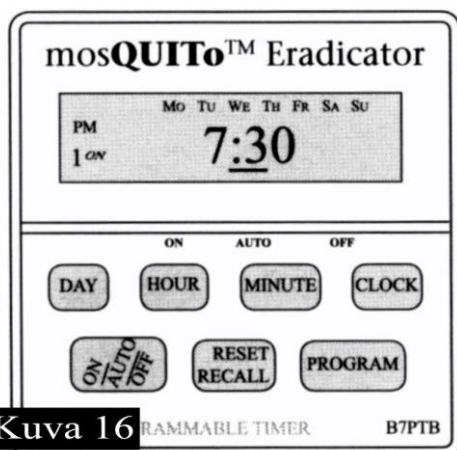 mosQUITo™ Eradicator
MO TU WE TH FR SA SU
PM
7:30
1 ON
ON AUTO OFF
DAY HOUR MINUTE CLOCK
ON/AUTO/OFF
RESET RECALL
PROGRAM
Kuva 16 RAMMABLE TIMER B7PTB